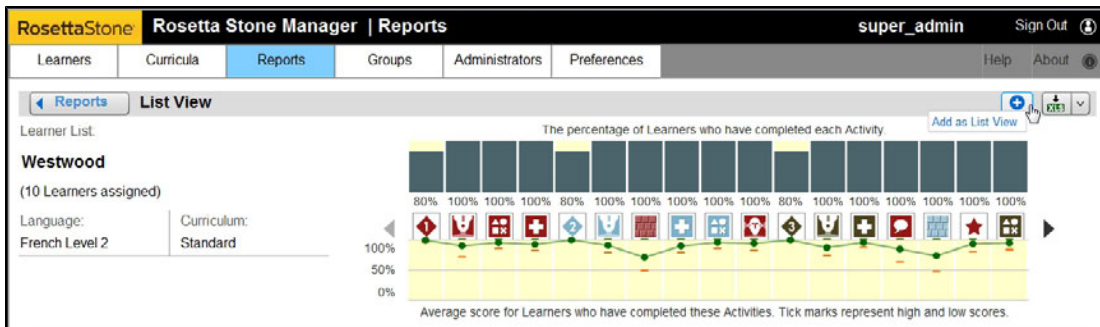 RosettaStone Rosetta Stone Manager | Reports super_admin Sign Out
Learners Curricula Reports Groups Administrators Preferences Help About
Reports List View XLS
Add as List View
Learner List:
The percentage of Learners who have completed each Activity.
Westwood
(10 Learners assigned)
80% 100% 100% 100% 80% 100% 100% 100% 100% 100% 80% 100% 100% 100% 100% 100% 100%
Language: Curriculum:
French Level 2 Standard
1 2 T 3
100%
50%
0%
Average score for Learners who have completed these Activities. Tick marks represent high and low scores.